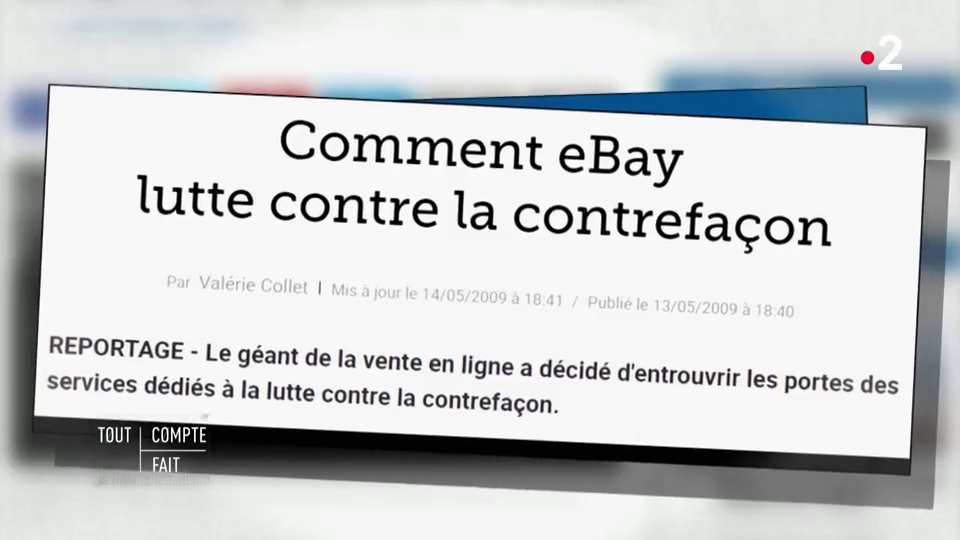 2
Comment eBay
lutte contre la contrefaçon
Par Valérie Collet | Mis à jour le 14/05/2009 à 18:41 / Publié le 13/05/2009 à 18:40
REPORTAGE - Le géant de la vente en ligne a décidé d'entrouvrir les portes des
services dédiés à la lutte contre la contrefaçon.
TOUT COMPTE
FAIT